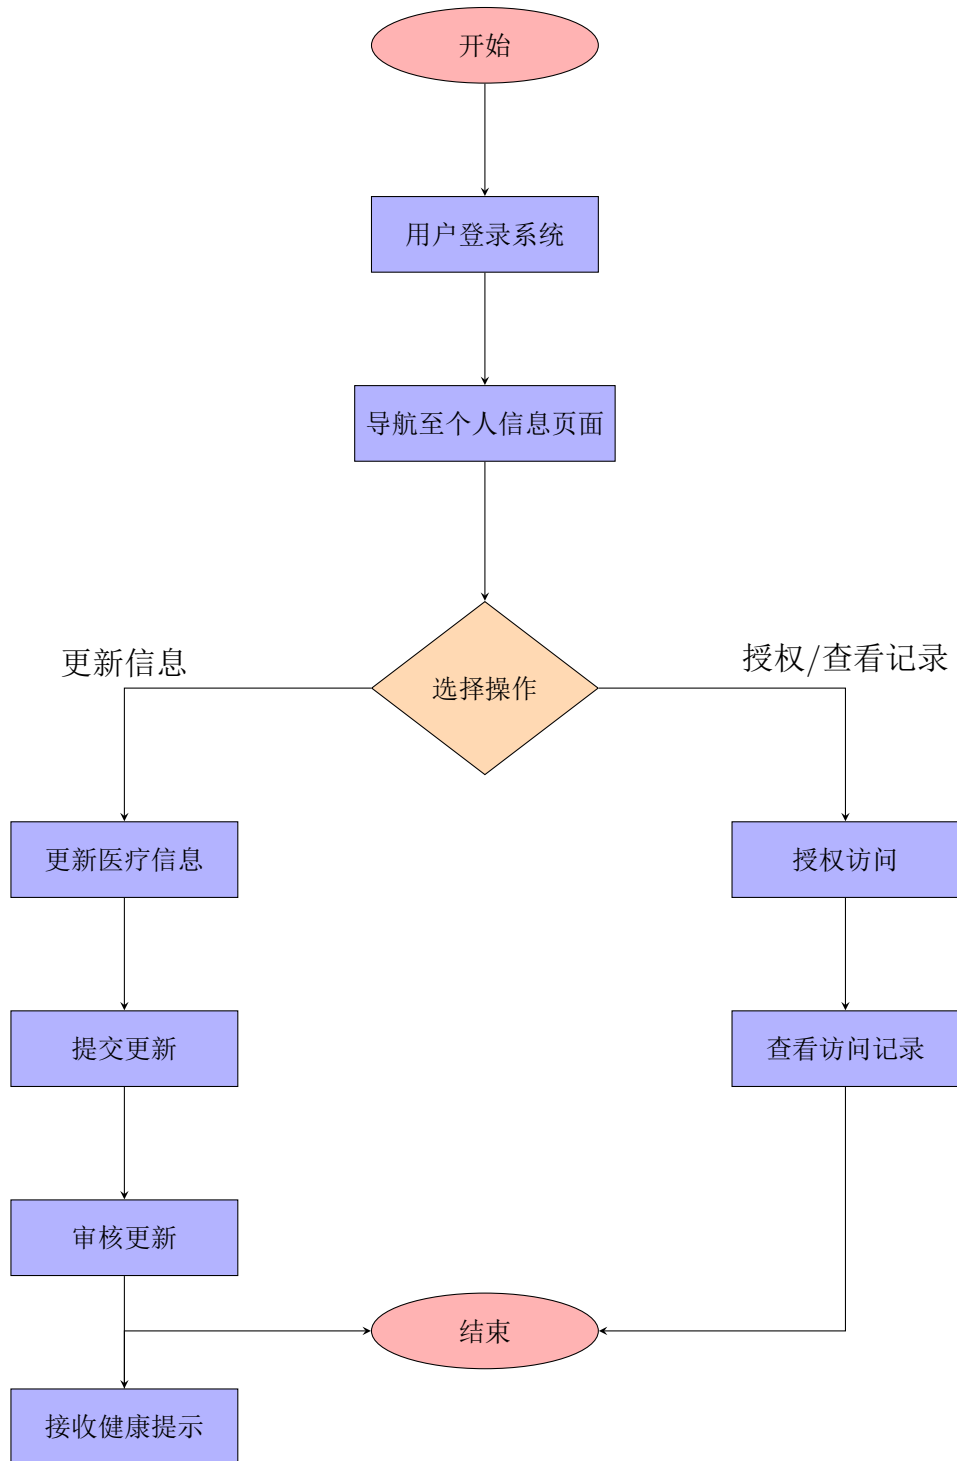 开始
用户登录系统
导航至个人信息页面
选择操作
更新信息
授权/查看记录
更新医疗信息
授权访问
提交更新
查看访问记录
审核更新
结束
接收健康提示